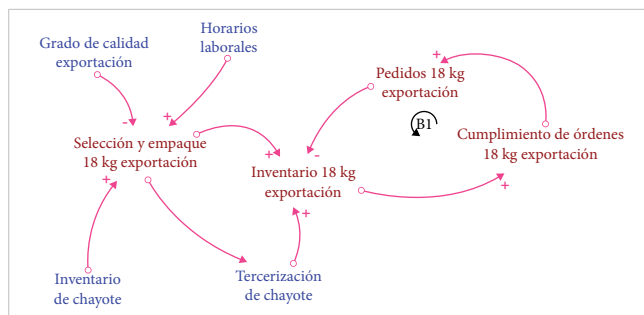 Grado de calidad
exportación
Horarios
laborales
Pedidos 18 kg
exportación
B1
Cumplimiento de órdenes
18 kg exportación
Selección y empaque
18 kg exportación
Inventario 18 kg
exportación
Inventario
de chayote
Tercerización
de chayote
-
+
+
+
+
-
+
+